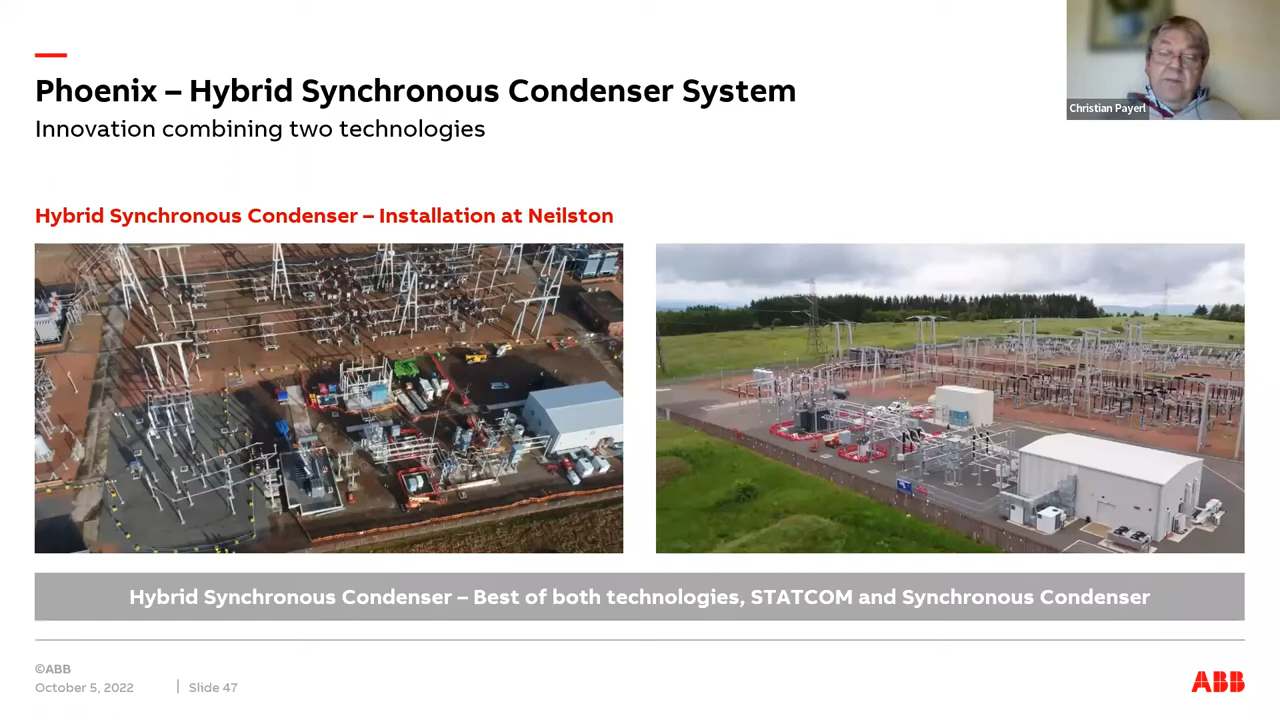 Phoenix – Hybrid Synchronous Condenser System
Innovation combining two technologies
Christian Payerl
Hybrid Synchronous Condenser – Installation at Neilston
Hybrid Synchronous Condenser – Best of both technologies, STATCOM and Synchronous Condenser
©ABB
October 5, 2022 | Slide 47
ABB